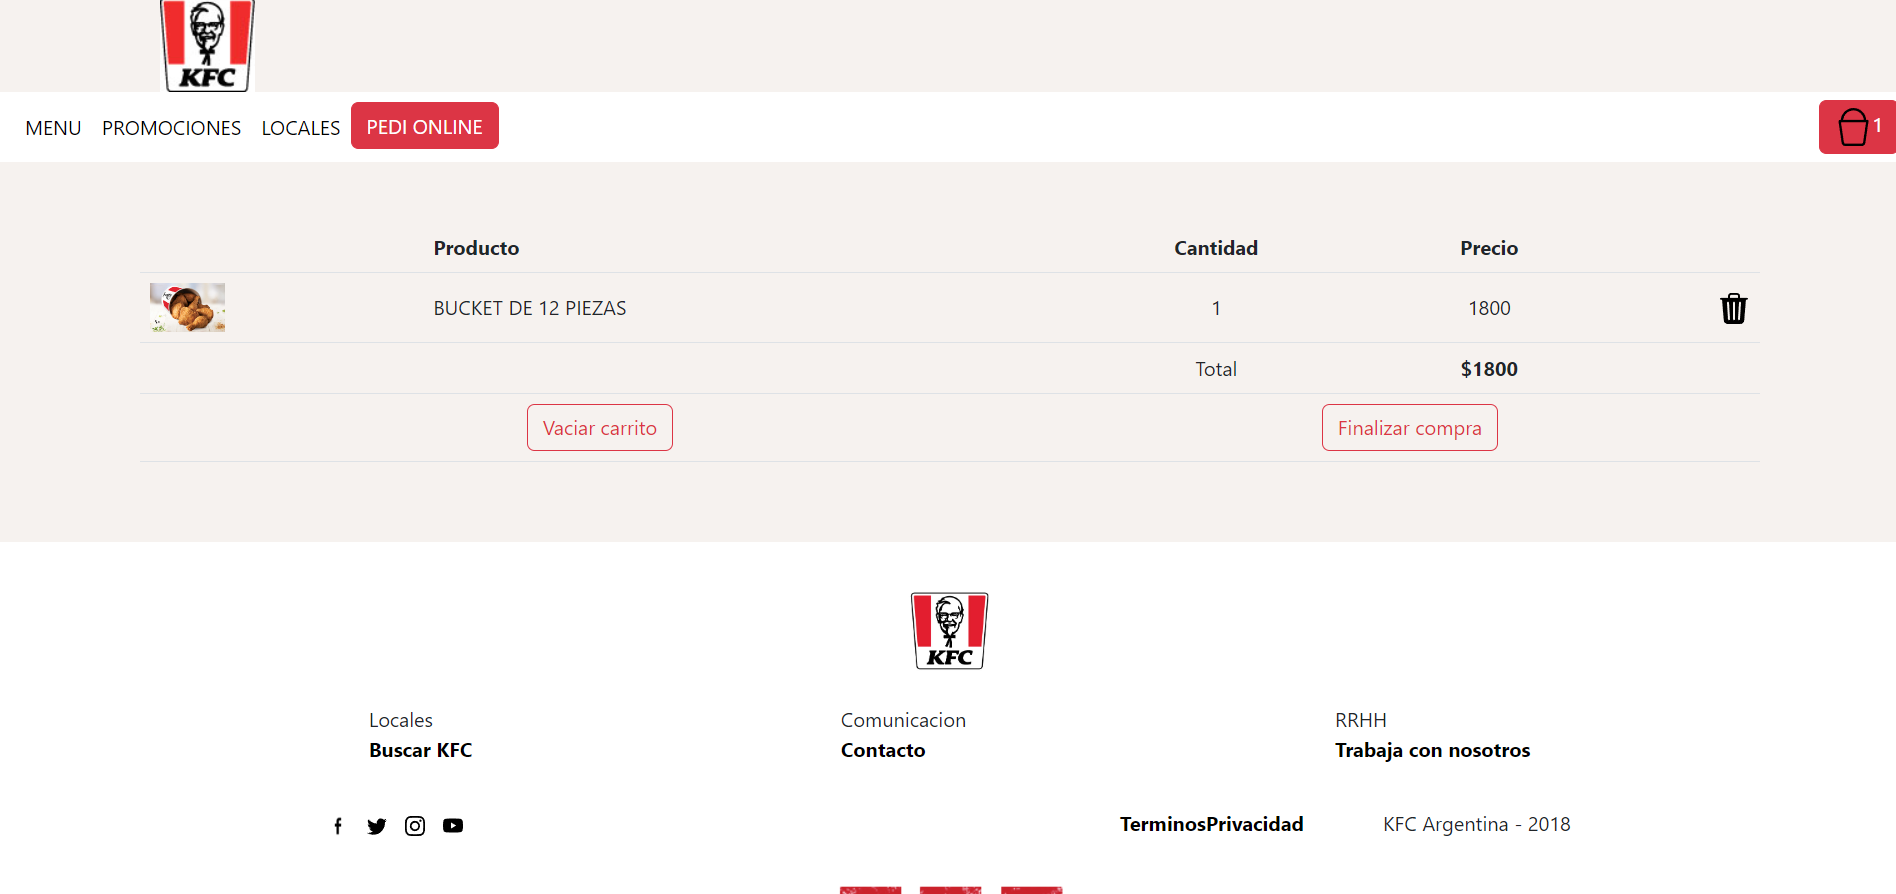 KFC
MENU PROMOCIONES LOCALES PEDI ONLINE 1
Producto Cantidad Precio
BUCKET DE 12 PIEZAS 1 1800
Total $1800
Vaciar carrito Finalizar compra
KFC
Locales Comunicacion RRHH
Buscar KFC Contacto Trabaja con nosotros
TerminosPrivacidad KFC Argentina - 2018